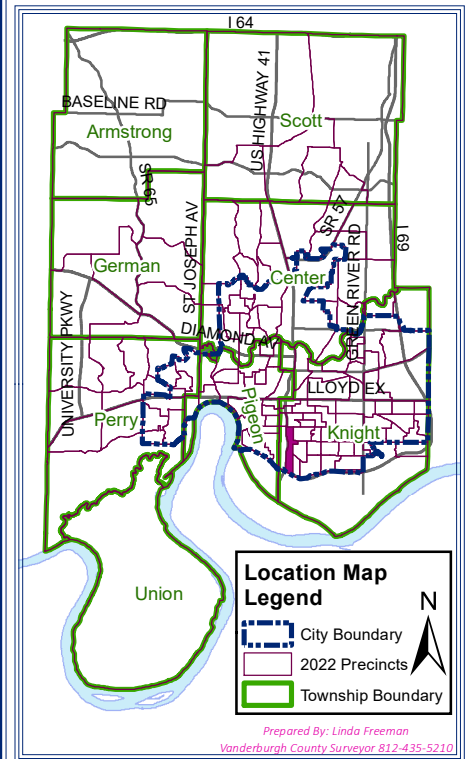 I 64
US HIGHWAY 41
BASELINE RD
Scott
Armstrong
SR 65
SR 57
ST JOSEPH AV
GREEN RIVER RD
I 69
German
Center
UNIVERSITY PKWY
DIAMOND AV
LLOYD EX
Perry
Pigeon
Knight
Union
Location Map
Legend
N
City Boundary
2022 Precincts
Township Boundary
Prepared By: Linda Freeman
Vanderburgh County Surveyor 812-435-5210